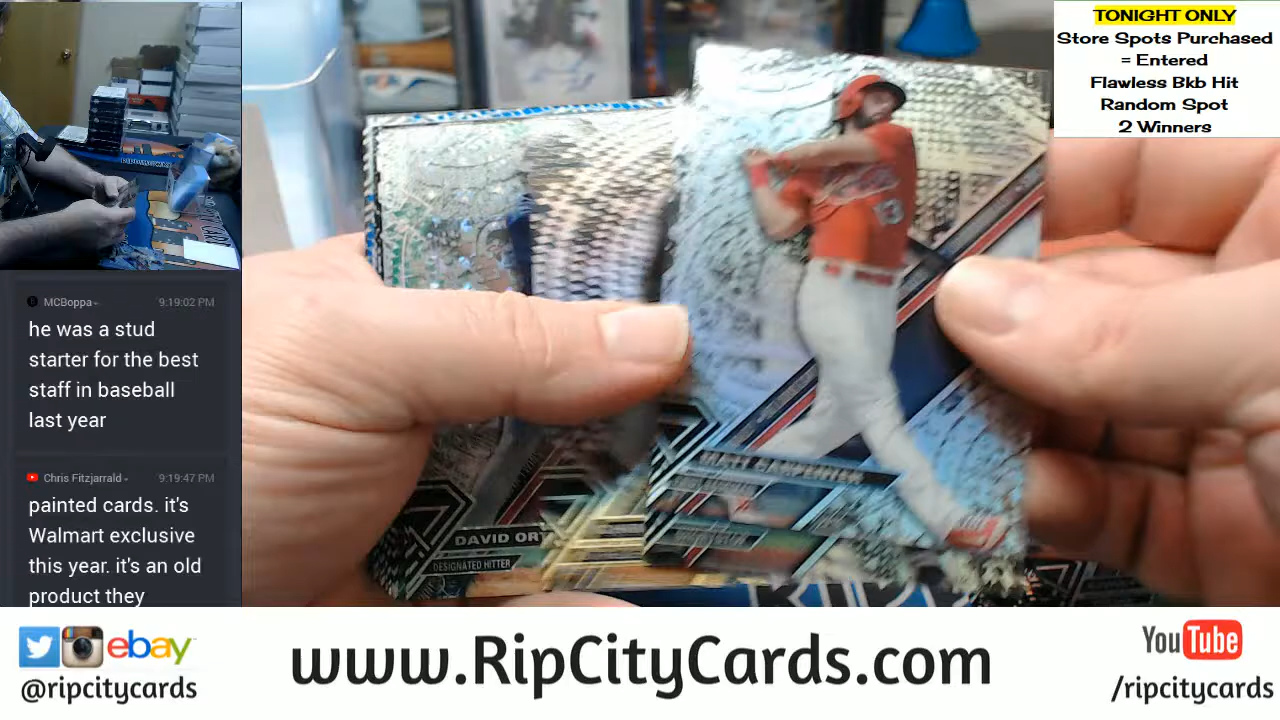 TONIGHT ONLY
Store Spots Purchased
= Entered
Flawless Bkb Hit
Random Spot
2 Winners
MCBoppa
9:19:02 PM
he was a stud
starter for the best
staff in baseball
last year
Chris Fitzjarrald
9:19:47 PM
painted cards. it's
Walmart exclusive
this year. it's an old
product they
13
DAVID OR
DESIGNATED HITTER
ebay
@ripcitycards
www.RipCityCards.com
YouTube
/ripcitycards